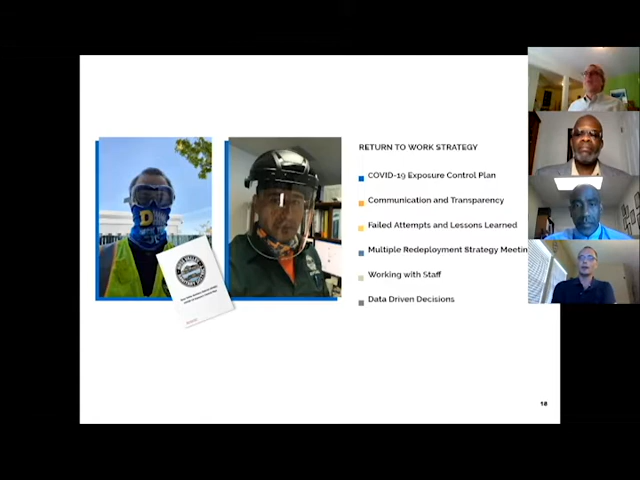 RETURN TO WORK STRATEGY
COVID-19 Exposure Control Plan
Communication and Transparency
Failed Attempts and Lessons Learned
Multiple Redeployment Strategy Meetin
Working with Staff
Data Driven Decisions
18